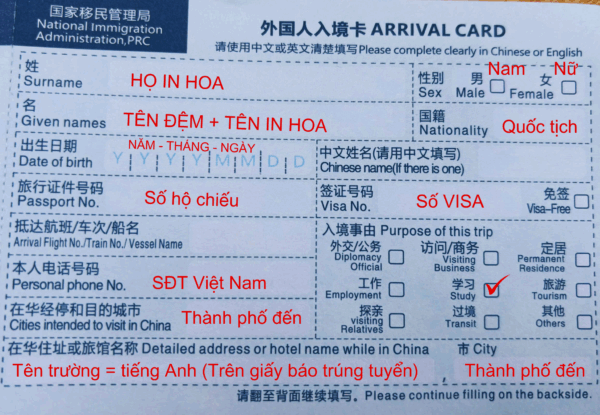 国家移民管理局
National Immigration
Administration,PRC
外国人入境卡 ARRIVAL CARD
请使用中文或英文清楚填写 Please complete clearly in Chinese or English
姓
Surname
HỌ IN HOA
性别 男 Nam 女 Nữ
Sex Male Female
名
Given names
TÊN ĐỆM + TÊN IN HOA
国籍
Nationality
Quốc tịch
出生日期
Date of birth
NĂM - THÁNG - NGÀY
Y Y Y Y M M D D
中文姓名(请用中文填写)
Chinese name(If there is one)
旅行证件号码
Passport No.
Số hộ chiếu
签证号码
Visa No.
Số VISA
免签
Visa-Free
抵达航班/车次/船名
Arrival Flight No./Train No./ Vessel Name
入境事由 Purpose of this trip
外交/公务
Diplomacy
Official
访问/商务
Visiting
Business
定居
Permanent
Residence
本人电话号码
Personal phone No.
SĐT Việt Nam
工作
Employment
学习
Study
旅游
Tourism
在华经停和目的城市
Cities intended to visit in China
Thành phố đến
探亲
visiting
Relatives
过境
Transit
其他
Others
在华住址或旅馆名称 Detailed address or hotel name while in China
市 City
Tên trường = tiếng Anh (Trên giấy báo trúng tuyển)
Thành phố đến
请翻至背面继续填写。Please continue filling on the backside.